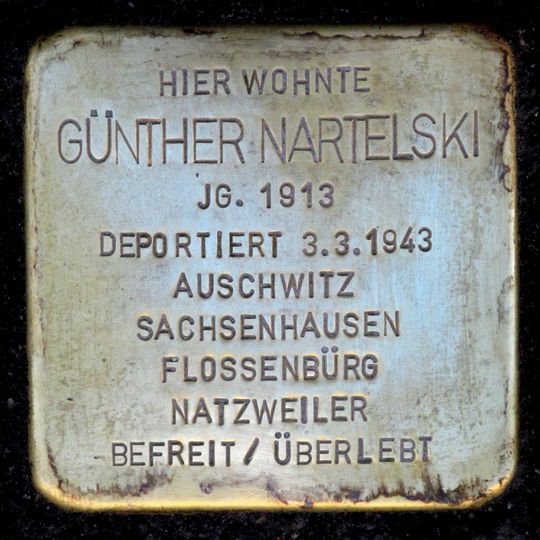 HIER WOHNTE
GÜNTHER NARTELSKI
JG. 1913
DEPORTIERT 3.3.1943
AUSCHWITZ
SACHSENHAUSEN
FLOSSENBÜRG
NATZWEILER
BEFREIT / ÜBERLEBT